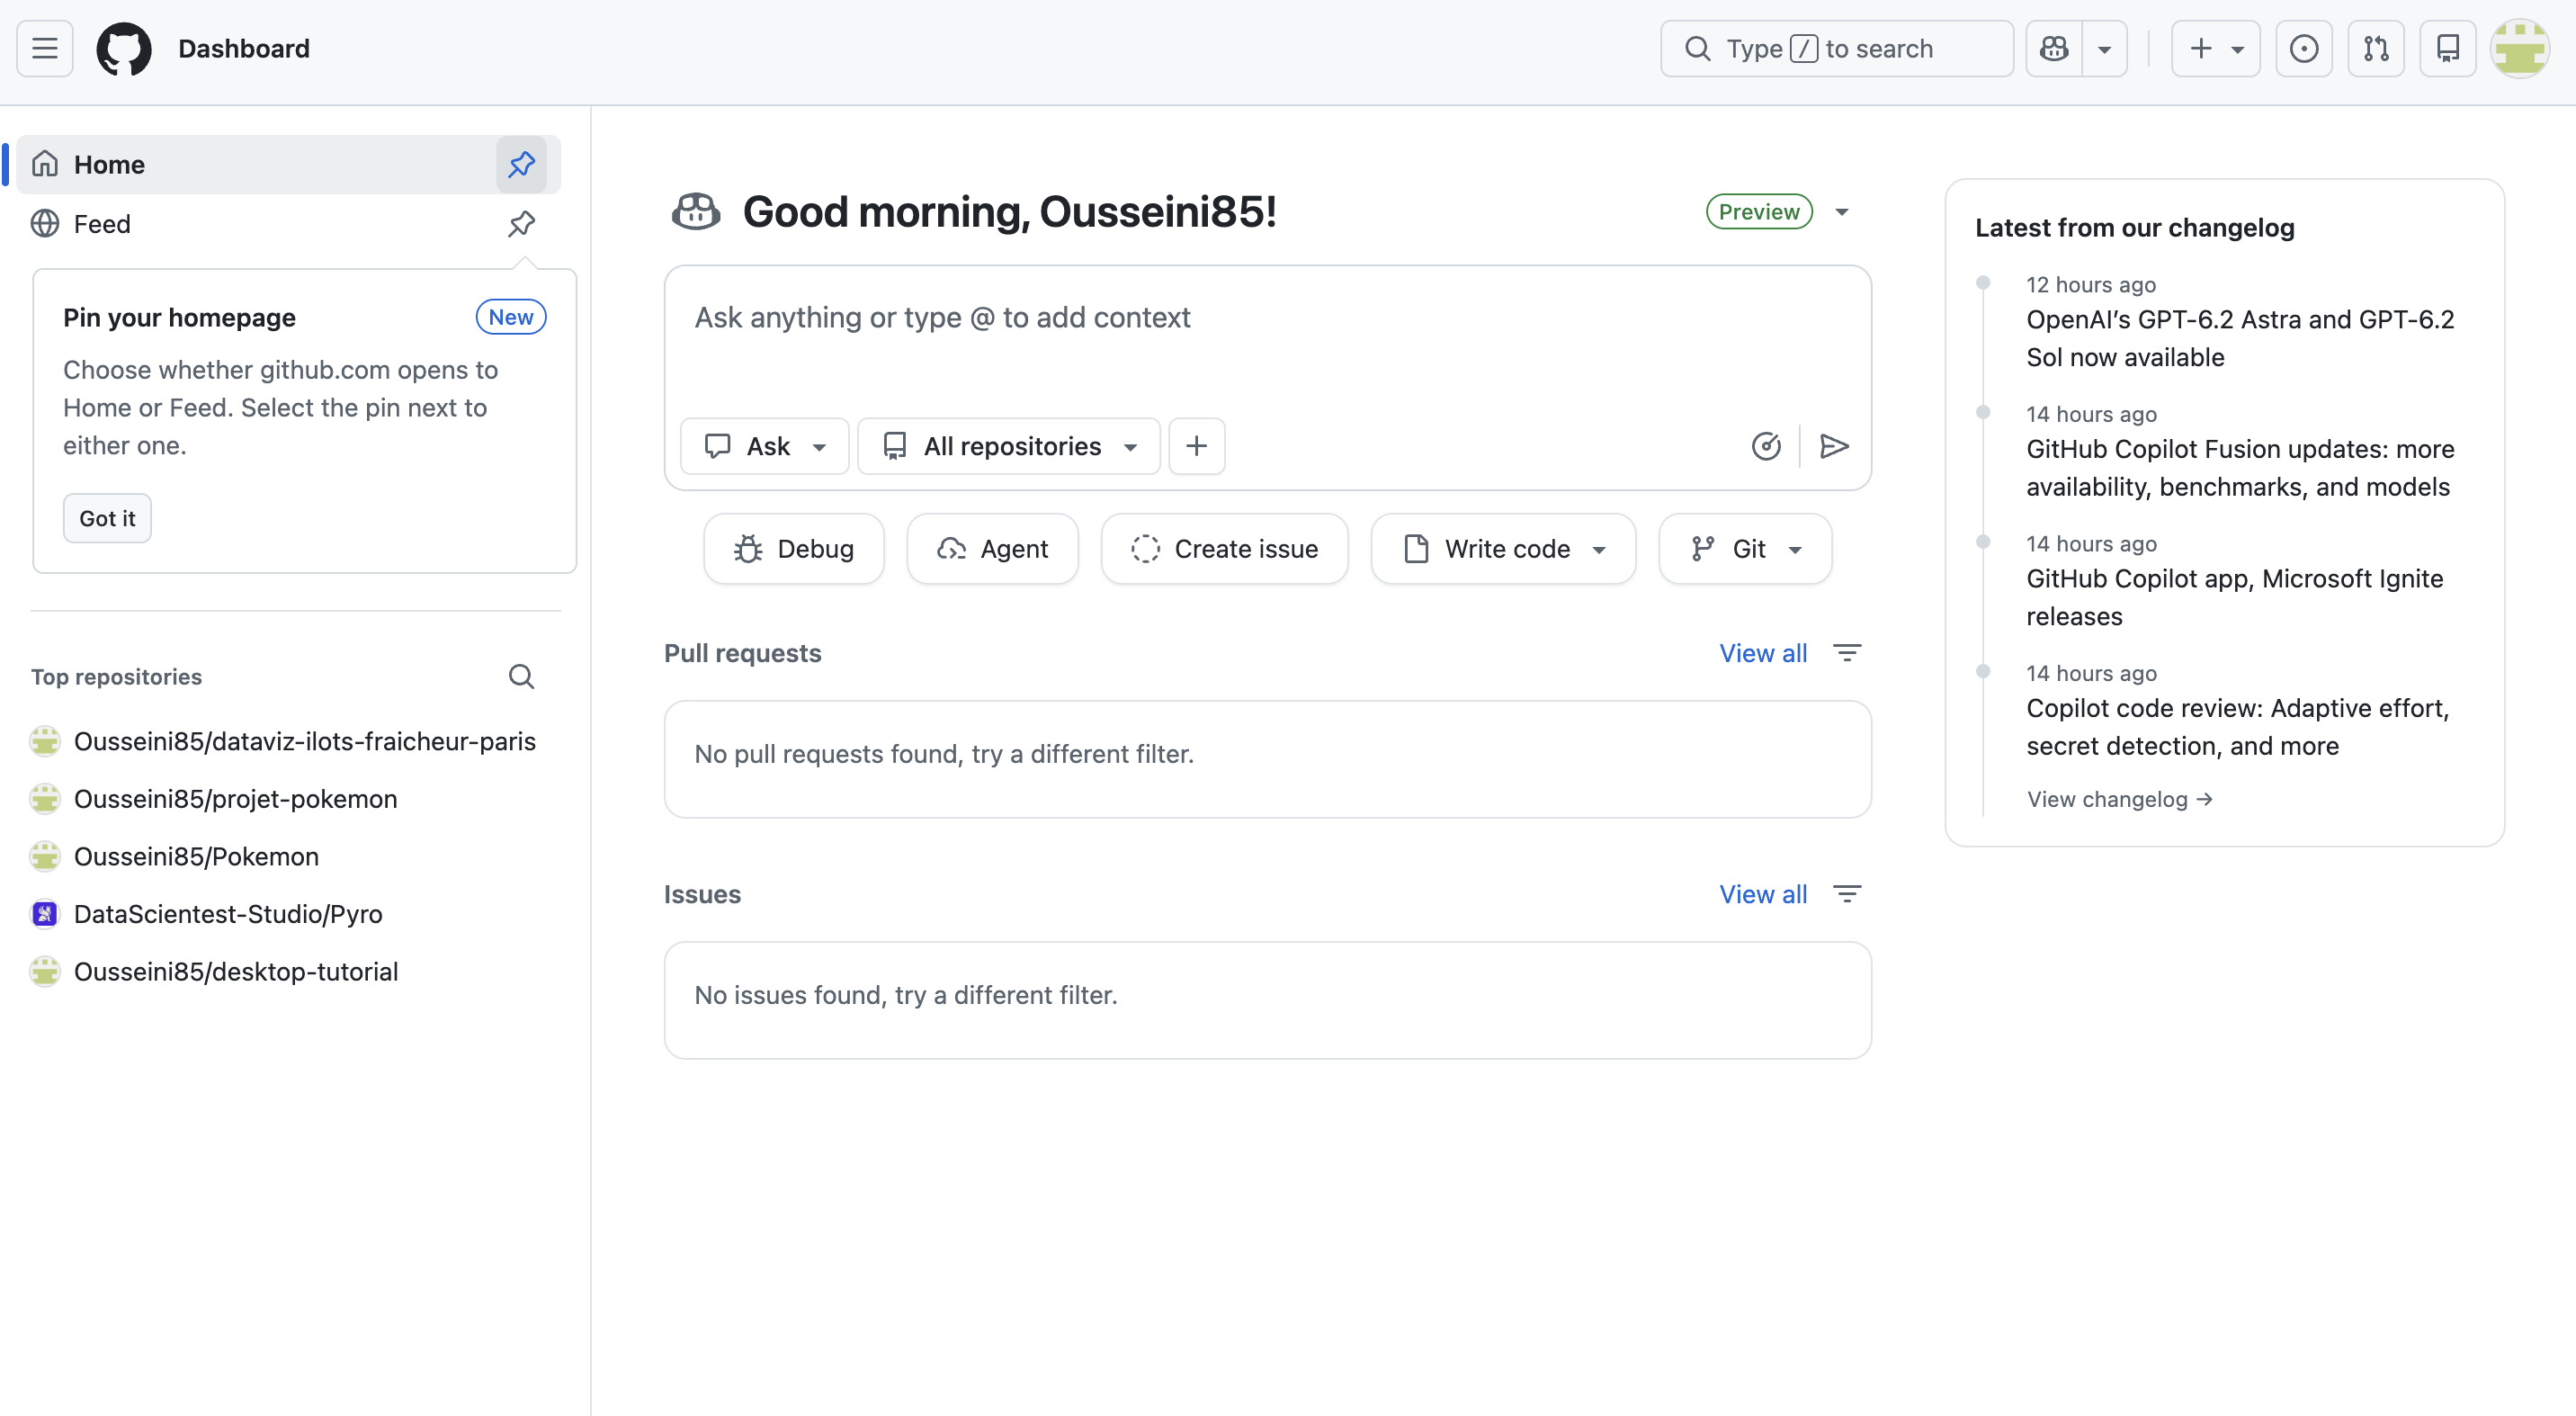 Dashboard
Type / to search
Home
Feed
Pin your homepage
New
Choose whether github.com opens to
Home or Feed. Select the pin next to
either one.
Got it
Top repositories
Ousseini85/dataviz-ilots-fraicheur-paris
Ousseini85/projet-pokemon
Ousseini85/Pokemon
DataScientest-Studio/Pyro
Ousseini85/desktop-tutorial
Good morning, Ousseini85!
Preview
Ask anything or type @ to add context
Ask
All repositories
Debug
Agent
Create issue
Write code
Git
Pull requests
View all
No pull requests found, try a different filter.
Issues
View all
No issues found, try a different filter.
Latest from our changelog
12 hours ago
OpenAI’s GPT-6.2 Astra and GPT-6.2
Sol now available
14 hours ago
GitHub Copilot Fusion updates: more
availability, benchmarks, and models
14 hours ago
GitHub Copilot app, Microsoft Ignite
releases
14 hours ago
Copilot code review: Adaptive effort,
secret detection, and more
View changelog →